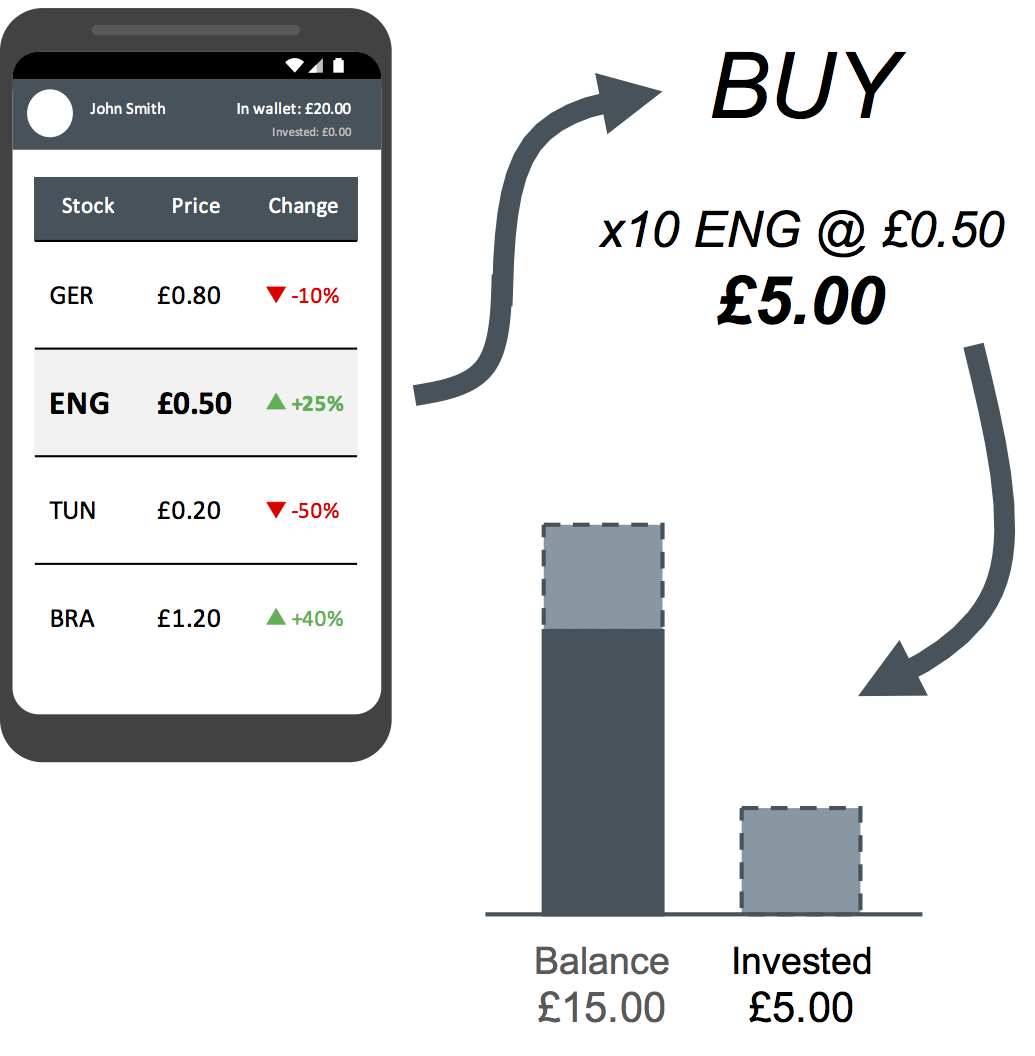 John Smith
In wallet: £20.00
Invested: £0.00
Stock Price Change
GER £0.80 -10%
ENG £0.50 +25%
TUN £0.20 -50%
BRA £1.20 +40%
BUY
x10 ENG @ £0.50
£5.00
Balance Invested
£15.00 £5.00